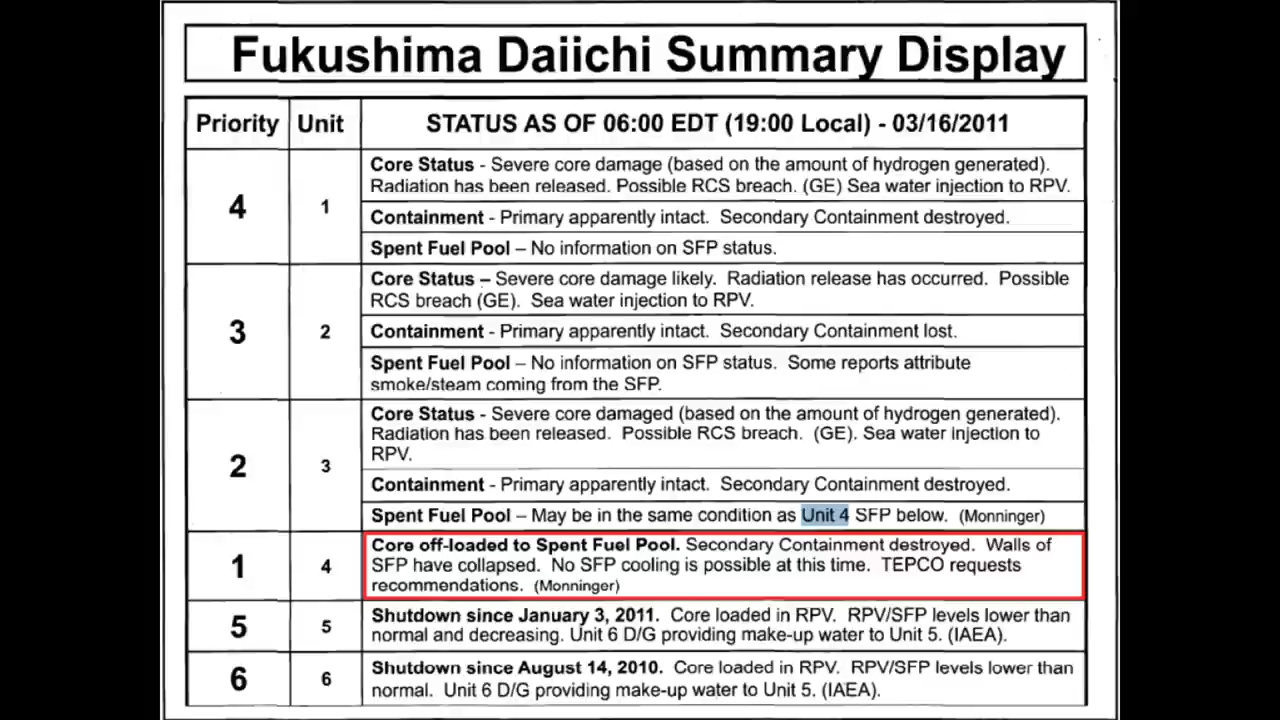 Fukushima Daiichi Summary Display
Priority Unit STATUS AS OF 06:00 EDT (19:00 Local) - 03/16/2011
4 1 Core Status - Severe core damage (based on the amount of hydrogen generated).
Radiation has been released. Possible RCS breach. (GE) Sea water injection to RPV.
Containment - Primary apparently intact. Secondary Containment destroyed.
Spent Fuel Pool – No information on SFP status.
3 2 Core Status – Severe core damage likely. Radiation release has occurred. Possible
RCS breach (GE). Sea water injection to RPV.
Containment - Primary apparently intact. Secondary Containment lost.
Spent Fuel Pool – No information on SFP status. Some reports attribute
smoke/steam coming from the SFP.
2 3 Core Status - Severe core damaged (based on the amount of hydrogen generated).
Radiation has been released. Possible RCS breach. (GE). Sea water injection to
RPV.
Containment - Primary apparently intact. Secondary Containment destroyed.
Spent Fuel Pool – May be in the same condition as Unit 4 SFP below. (Monninger)
1 4 Core off-loaded to Spent Fuel Pool. Secondary Containment destroyed. Walls of
SFP have collapsed. No SFP cooling is possible at this time. TEPCO requests
recommendations. (Monninger)
5 5 Shutdown since January 3, 2011. Core loaded in RPV. RPV/SFP levels lower than
normal and decreasing. Unit 6 D/G providing make-up water to Unit 5. (IAEA).
6 6 Shutdown since August 14, 2010. Core loaded in RPV. RPV/SFP levels lower than
normal. Unit 6 D/G providing make-up water to Unit 5. (IAEA).